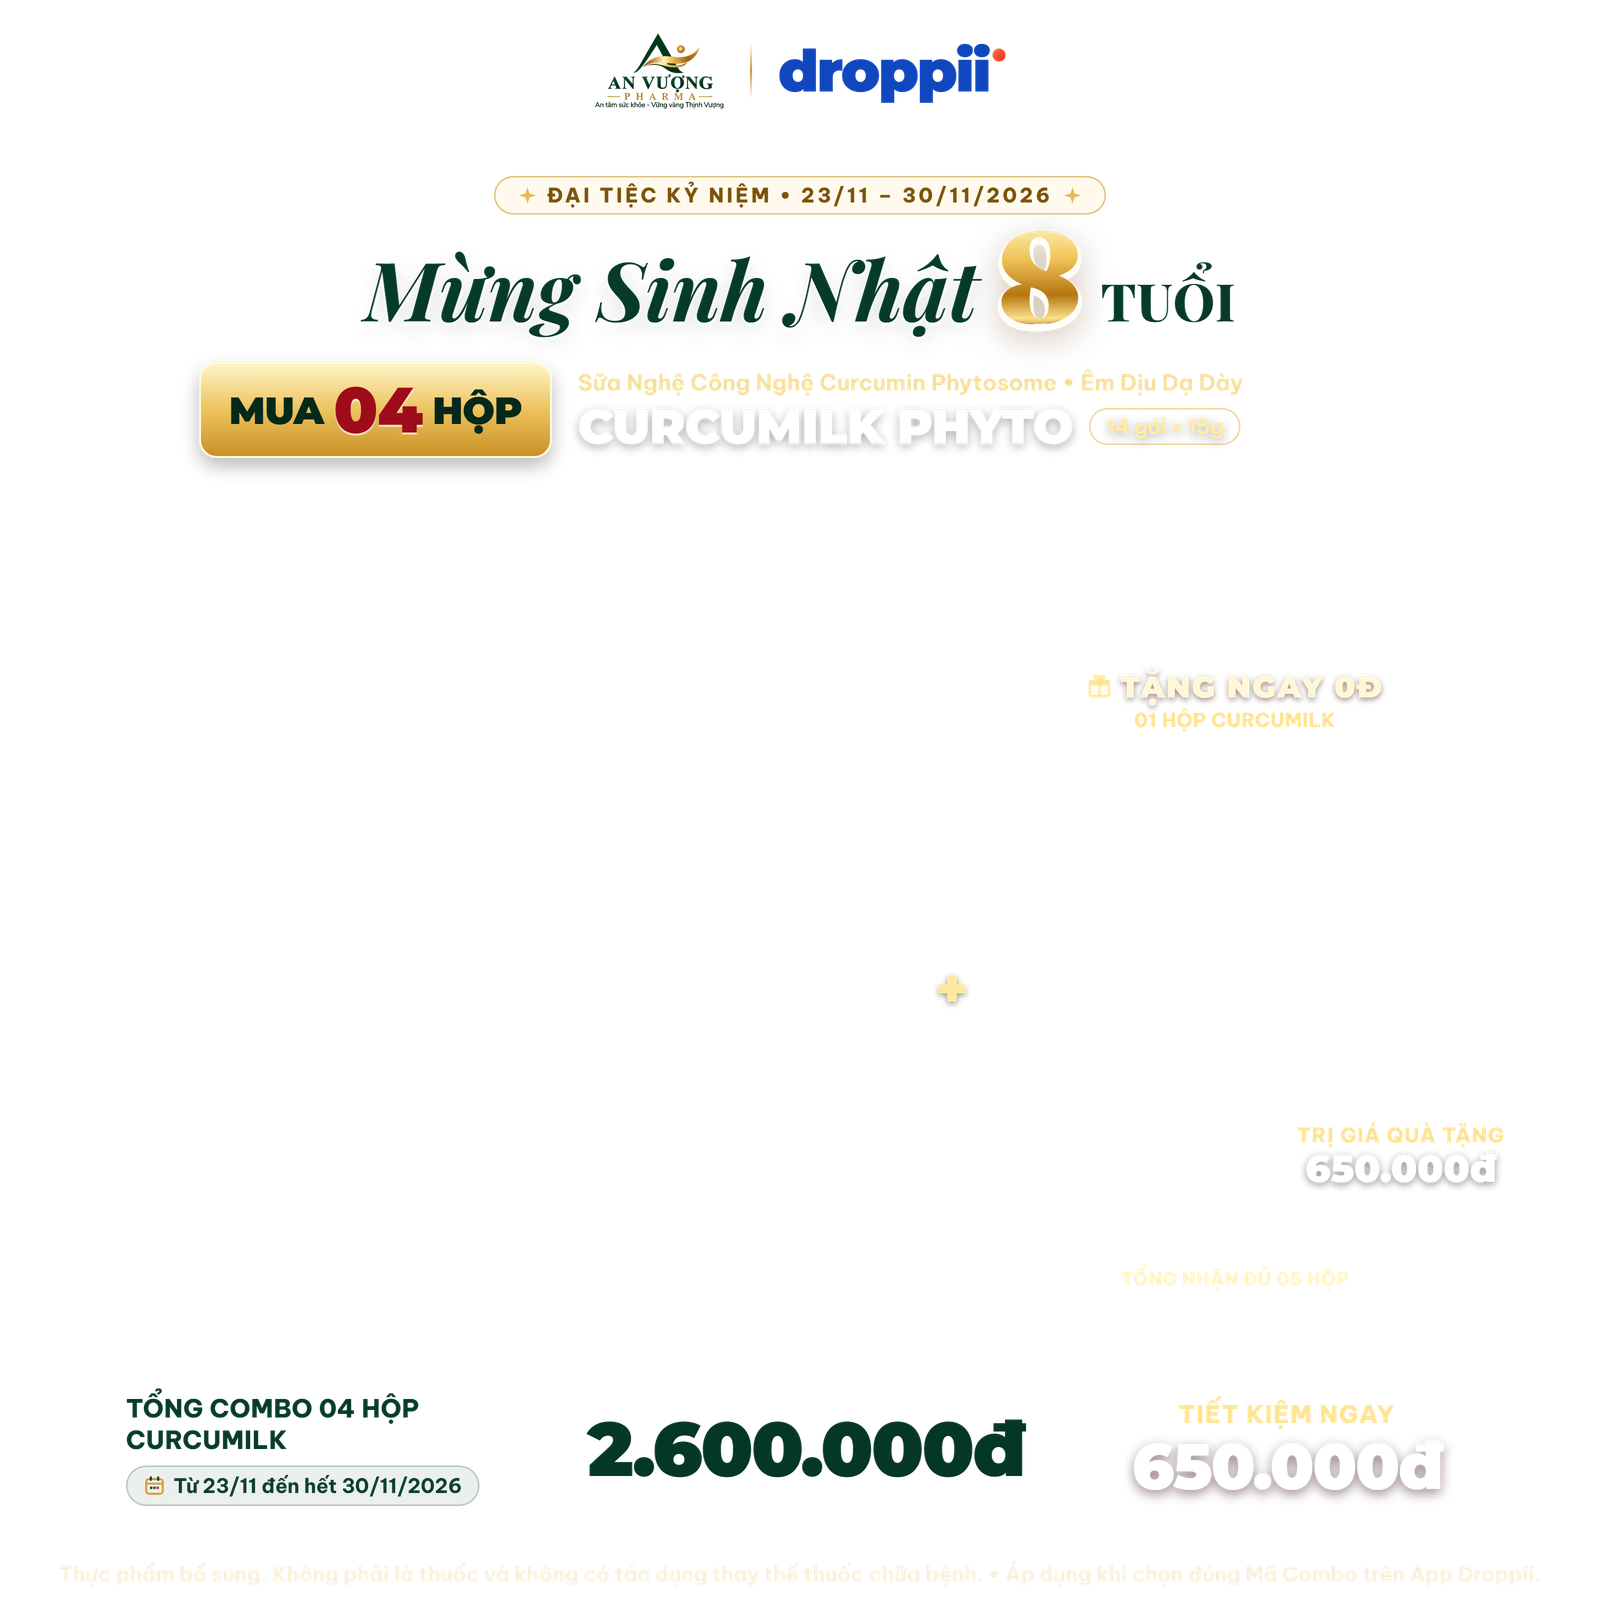 AN VƯỢNG
PHARMA
An tâm sức khỏe - Vững vàng Thịnh Vượng
droppii
ĐẠI TIỆC KỶ NIỆM • 23/11 – 30/11/2026
Mừng Sinh Nhật 8 TUỔI
MUA 04 HỘP
Sữa Nghệ Công Nghệ Curcumin Phytosome • Êm Dịu Dạ Dày
CURCUMILK PHYTO
14 gói × 15g
TẶNG NGAY 0Đ
01 HỘP CURCUMILK
+
TRỊ GIÁ QUÀ TẶNG
650.000đ
TỔNG NHẬN ĐỦ 05 HỘP
TỔNG COMBO 04 HỘP
CURCUMILK
Từ 23/11 đến hết 30/11/2026
2.600.000đ
TIẾT KIỆM NGAY
650.000đ
Thực phẩm bổ sung. Không phải là thuốc và không có tác dụng thay thế thuốc chữa bệnh. • Áp dụng khi chọn đúng Mã Combo trên App Droppii.